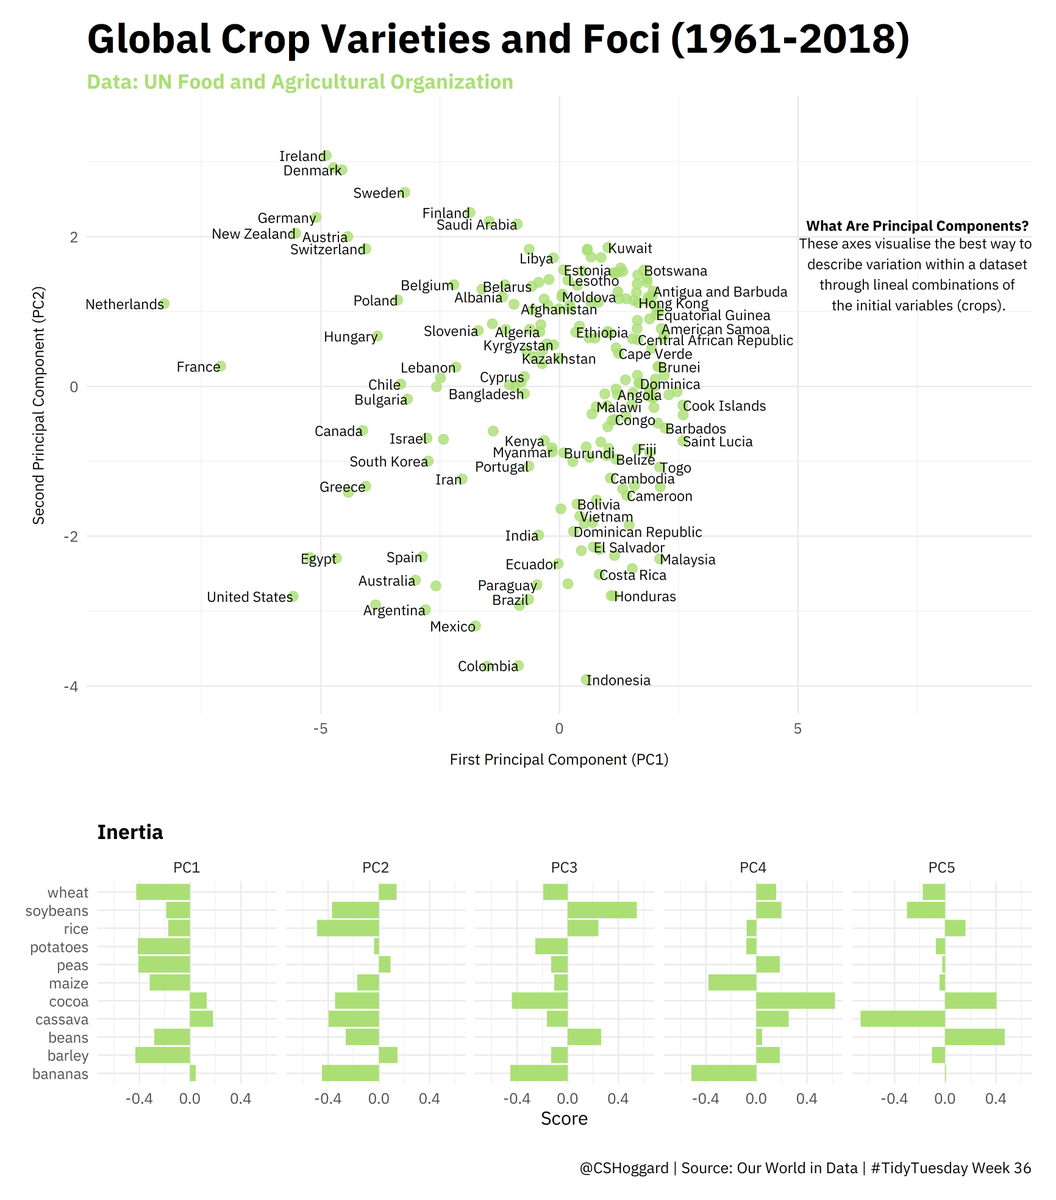 Global Crop Varieties and Foci (1961-2018)
Data: UN Food and Agricultural Organization
Ireland
Denmark
Sweden
Finland
Germany
Saudi Arabia
New Zealand
Austria
2
Switzerland
Kuwait
Libya
Estonia
Botswana
Lesotho
Belgium
Belarus
Antigua and Barbuda
Albania
Moldova
Poland
Hong Kong
Netherlands
Afghanistan
Equatorial Guinea
Slovenia
Algeria
Ethiopia
American Samoa
Hungary
Central African Republic
Kyrgyzstan
Cape Verde
Kazakhstan
France
Lebanon
Brunei
Cyprus
Chile
Dominica
0
Bangladesh
Angola
Bulgaria
Malawi
Cook Islands
Congo
Canada
Barbados
Israel
Kenya
Saint Lucia
Myanmar
Burundi
Fiji
South Korea
Belize
Portugal
Togo
Iran
Cambodia
Greece
Cameroon
Bolivia
Vietnam
India
Dominican Republic
-2
El Salvador
Egypt
Spain
Malaysia
Ecuador
Australia
Costa Rica
Paraguay
United States
Brazil
Honduras
Argentina
Mexico
Colombia
Indonesia
-4
What Are Principal Components?
These axes visualise the best way to
describe variation within a dataset
through lineal combinations of
the initial variables (crops).
Second Principal Component (PC2)
-5 0 5
First Principal Component (PC1)
Inertia
PC1 PC2 PC3 PC4 PC5
wheat
soybeans
rice
potatoes
peas
maize
cocoa
cassava
beans
barley
bananas
-0.4 0.0 0.4 -0.4 0.0 0.4 -0.4 0.0 0.4 -0.4 0.0 0.4 -0.4 0.0 0.4
Score
@CSHoggard | Source: Our World in Data | #TidyTuesday Week 36